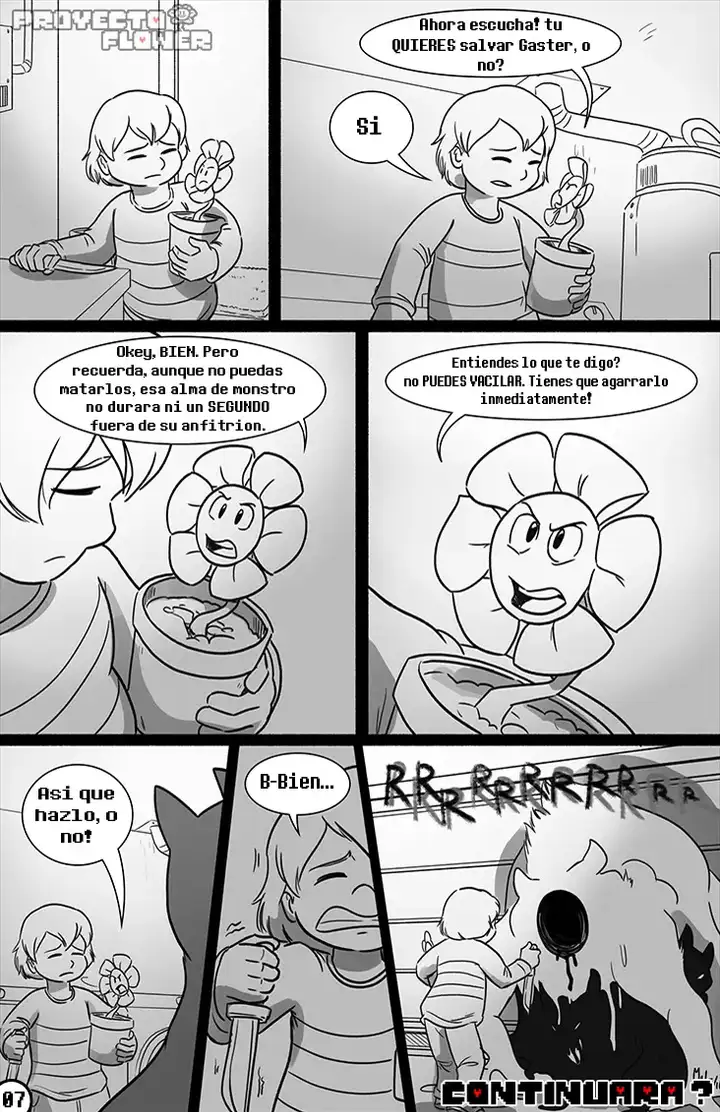 PROYECTO
FLOWER
Ahora escucha! tu
QUIERES salvar Gaster, o
no?
Si
Okey, BIEN. Pero
recuerda, aunque no puedas
matarlos, esa alma de monstro
no durara ni un SEGUNDO
fuera de su anfitrion.
Entiendes lo que te digo?
no PUEDES VACILAR. Tienes que agarrarlo
inmediatamente!
Asi que
hazlo, o
no!
B-Bien...
RRRRRRRRRRRR
07
CONTINUARA?